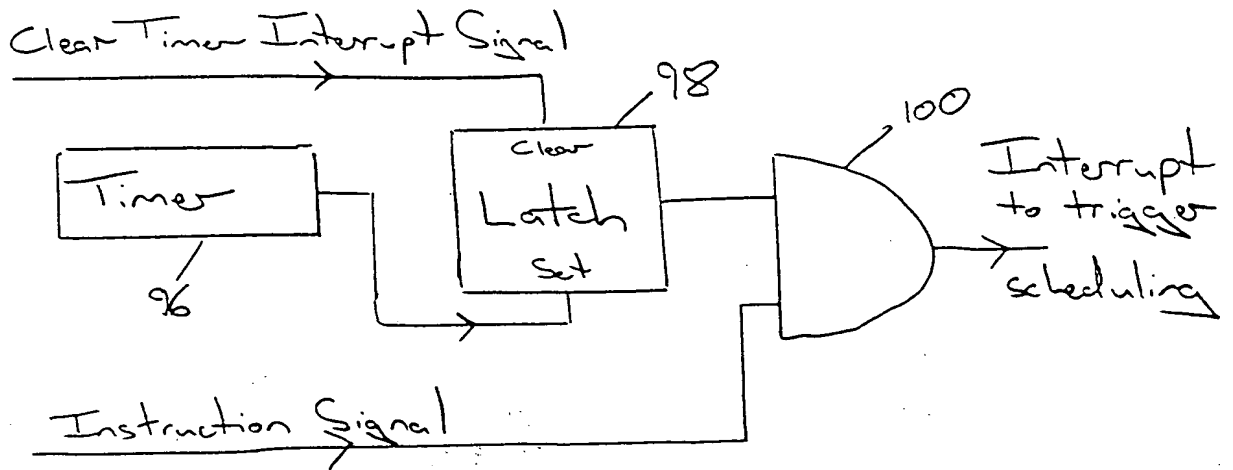 Clear Timer Interrupt Signal
98
100
Clear
Timer
Latch
Set
Interrupt
to trigger
scheduling
96
Instruction Signal